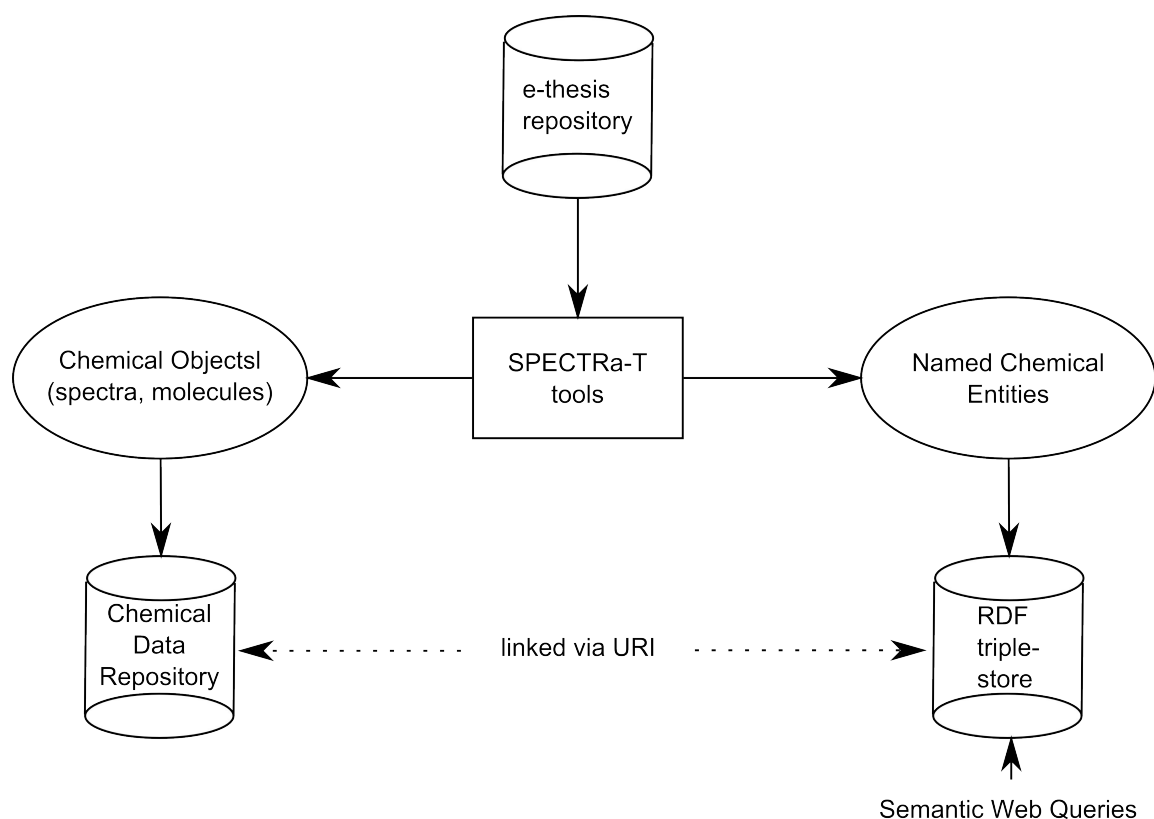 e-thesis
repository
Chemical Objectsl
(spectra, molecules)
SPECTRa-T
tools
Named Chemical
Entities
Chemical
Data
Repository
linked via URI
RDF
triple-
store
Semantic Web Queries